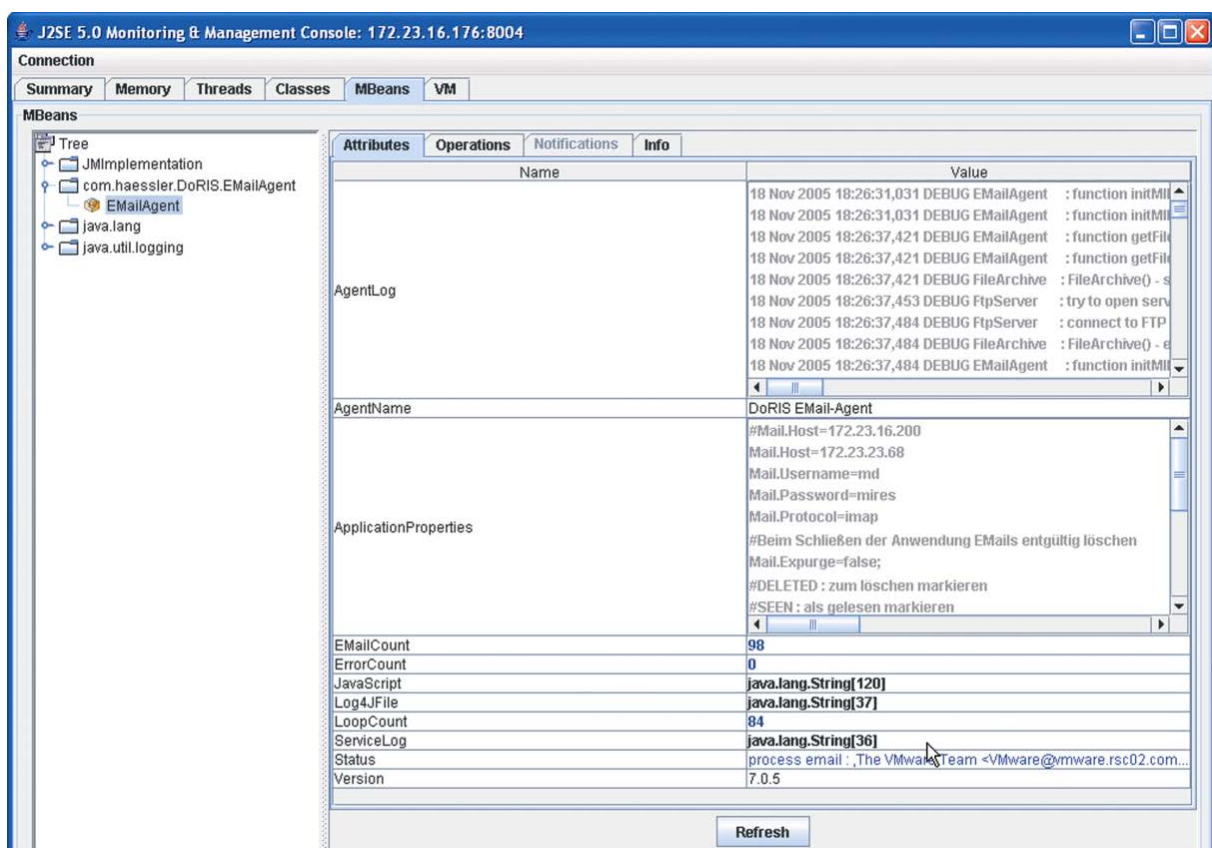 J2SE 5.0 Monitoring & Management Console: 172.23.16.176:8004
Connection
Summary Memory Threads Classes MBeans VM
MBeans
Tree
JMImplementation
com.haessler.DoRIS.EMailAgent
EMailAgent
java.lang
java.util.logging
Attributes Operations Notifications Info
Name Value
AgentLog
18 Nov 2005 18:26:31,031 DEBUG EMailAgent : function initMI
18 Nov 2005 18:26:31,031 DEBUG EMailAgent : function initMI
18 Nov 2005 18:26:37,421 DEBUG EMailAgent : function getFil
18 Nov 2005 18:26:37,421 DEBUG EMailAgent : function getFil
18 Nov 2005 18:26:37,421 DEBUG FileArchive : FileArchive() - s
18 Nov 2005 18:26:37,453 DEBUG FtpServer : try to open serv
18 Nov 2005 18:26:37,484 DEBUG FtpServer : connect to FTP
18 Nov 2005 18:26:37,484 DEBUG FileArchive : FileArchive() - e
18 Nov 2005 18:26:37,484 DEBUG EMailAgent : function initMI
AgentName DoRIS EMail-Agent
ApplicationProperties
#Mail.Host=172.23.16.200
Mail.Host=172.23.23.68
Mail.Username=md
Mail.Password=mires
Mail.Protocol=imap
#Beim Schließen der Anwendung EMails entgültig löschen
Mail.Expurge=false;
#DELETED : zum löschen markieren
#SEEN : als gelesen markieren
EMailCount 98
ErrorCount 0
JavaScript java.lang.String[120]
Log4JFile java.lang.String[37]
LoopCount 84
ServiceLog java.lang.String[36]
Status process email : ,The VMware Team <VMware@vmware.rsc02.com...
Version 7.0.5
Refresh